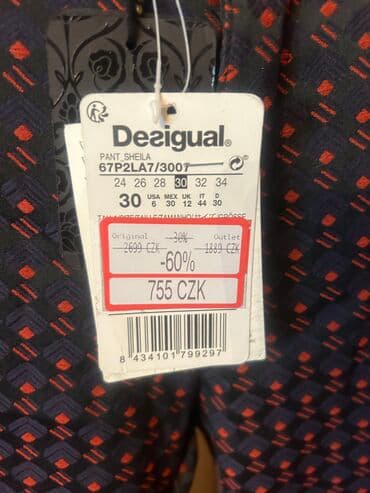 Desigual®
PANT_SHEILA
67P2LA7/3007
24 26 28 30 32 34
30 USA 6 MEX 30 UK 12 IT 44 D 30
Original -30% Outlet
2699 CZK 1889 CZK
-60%
755 CZK
8 434101 799297